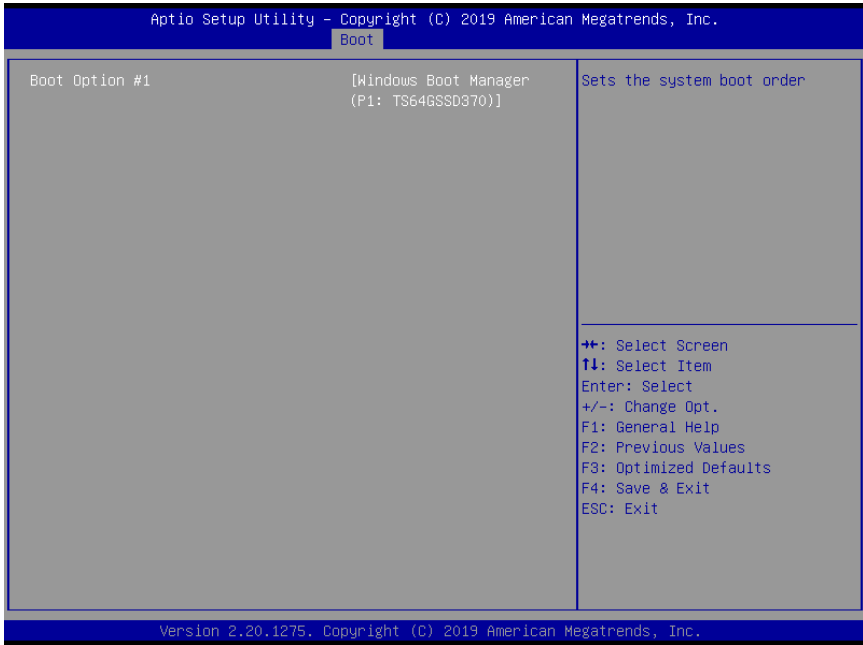 Aptio Setup Utility – Copyright (C) 2019 American Megatrends, Inc.
Boot
Boot Option #1
[Windows Boot Manager
(P1: TS64GSSD370)]
Sets the system boot order
→←: Select Screen
↑↓: Select Item
Enter: Select
+/-: Change Opt.
F1: General Help
F2: Previous Values
F3: Optimized Defaults
F4: Save & Exit
ESC: Exit
Version 2.20.1275. Copyright (C) 2019 American Megatrends, Inc.